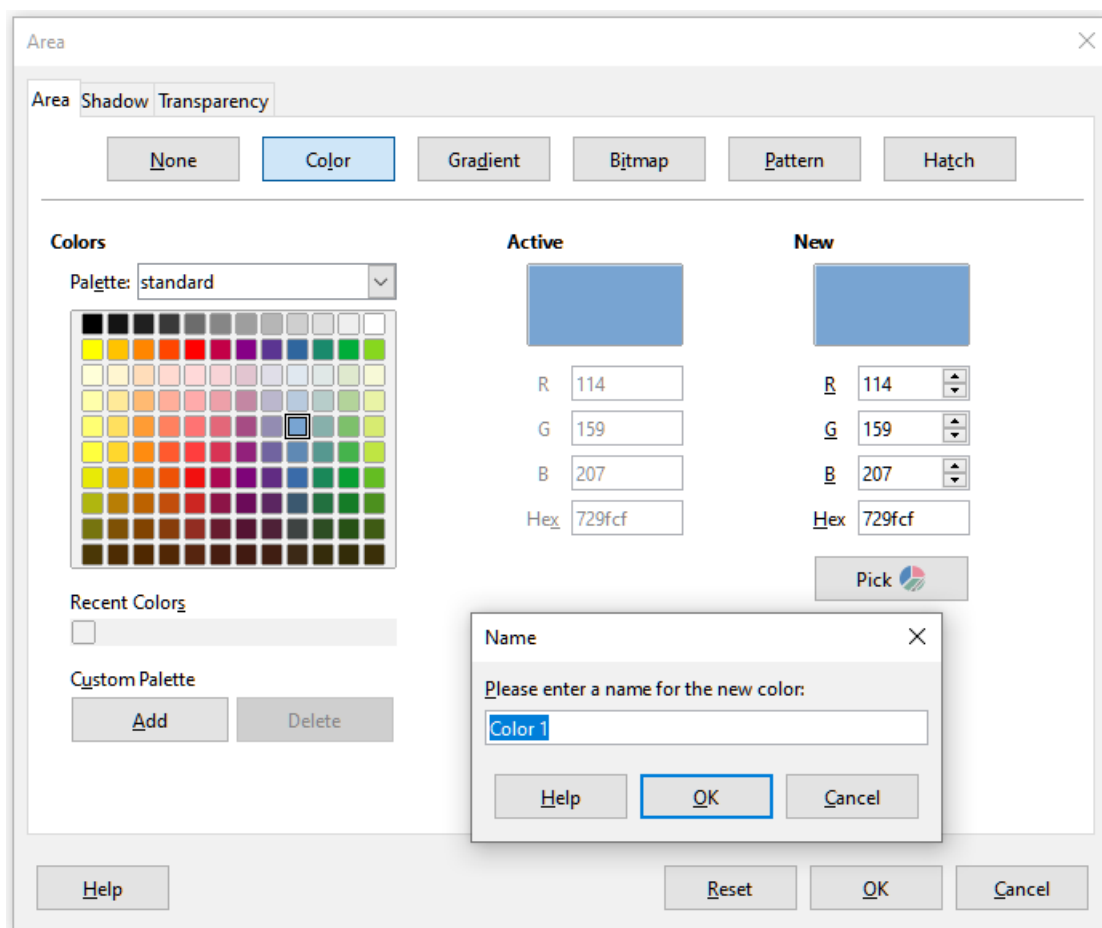 Area
Area Shadow Transparency
None Color Gradient Bitmap Pattern Hatch
Colors Active New
Palette: standard
R 114 R 114
G 159 G 159
B 207 B 207
Hex 729fcf Hex 729fcf
Pick
Recent Colors
Name
Please enter a name for the new color:
Custom Palette
Add Delete
Color 1
Help OK Cancel
Help Reset OK Cancel